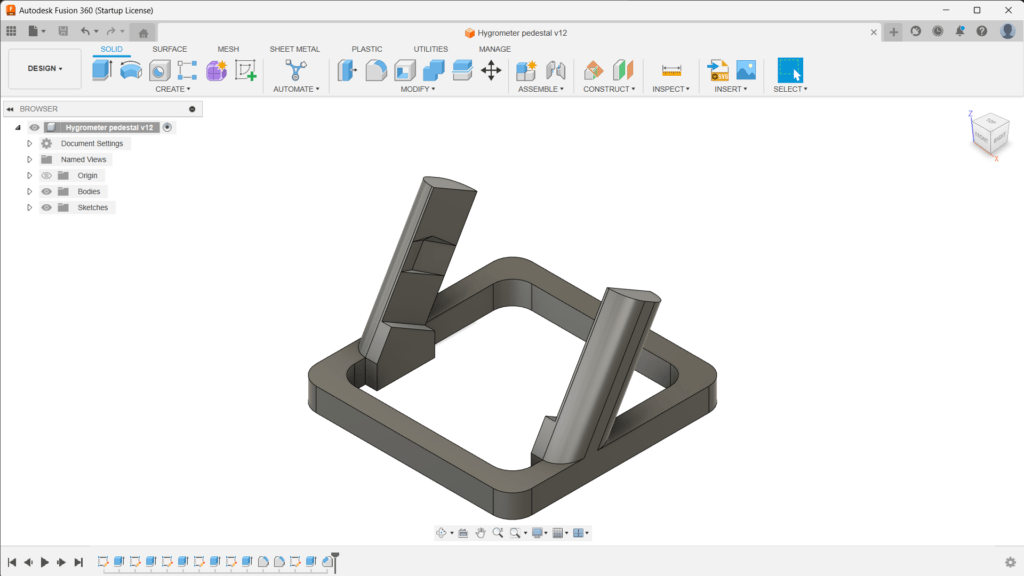 Autodesk Fusion 360 (Startup License)
Hygrometer pedestal v12
SOLID SURFACE MESH SHEET METAL PLASTIC UTILITIES MANAGE
DESIGN
CREATE AUTOMATE MODIFY ASSEMBLE CONSTRUCT INSPECT INSERT SELECT
BROWSER
Hygrometer pedestal v12
Document Settings
Named Views
Origin
Bodies
Sketches
Z
TOP
FRONT RIGHT
X